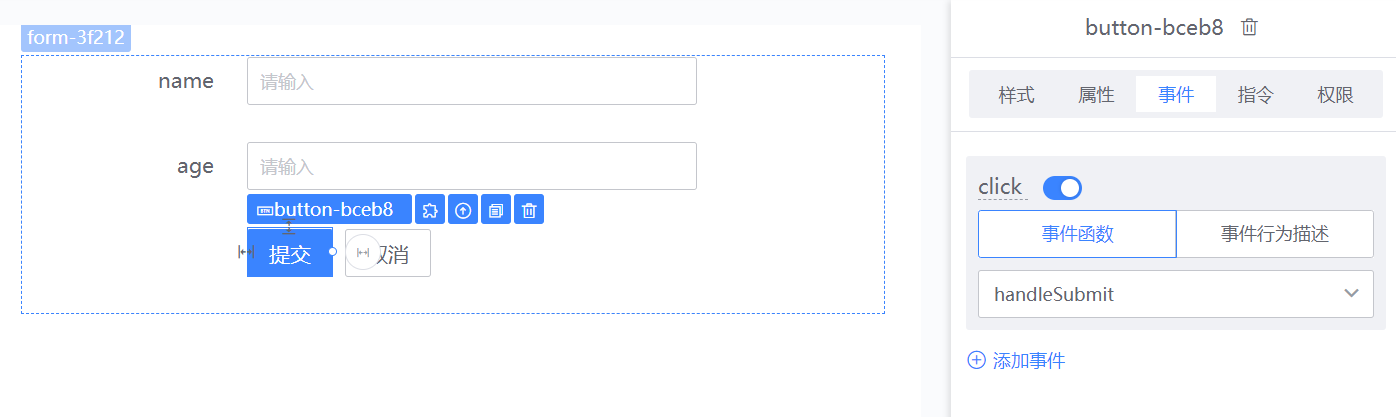 form-3f212
name
请输入
age
请输入
button-bceb8
提交
取消
button-bceb8
样式
属性
事件
指令
权限
click
事件函数
事件行为描述
handleSubmit
添加事件